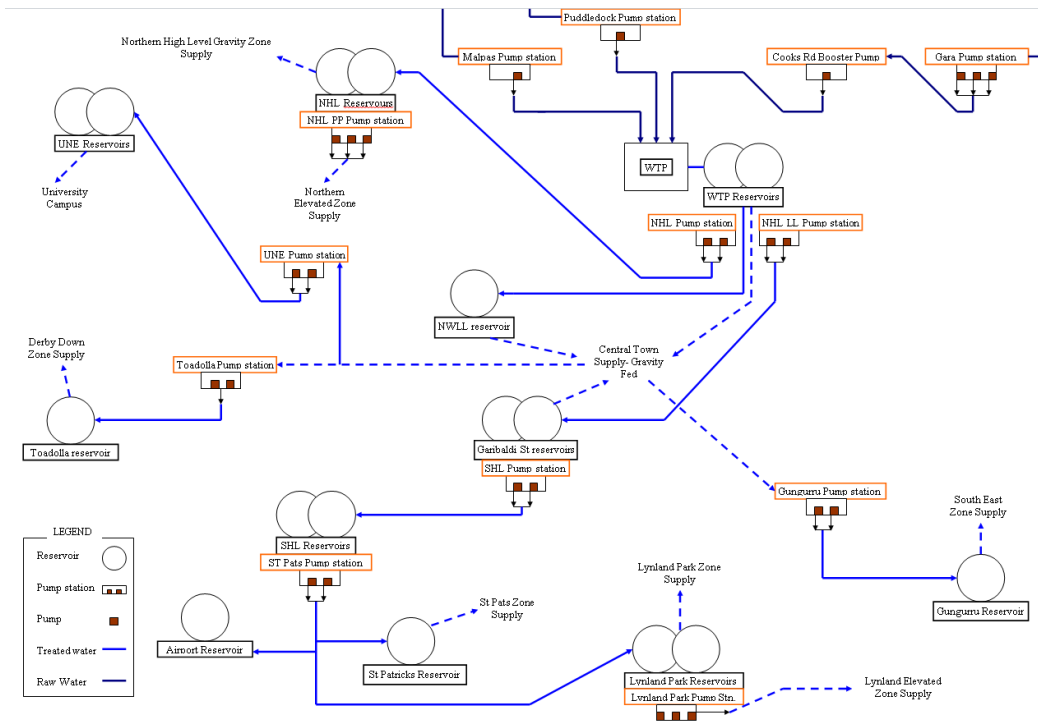 Puddledock Pump station
Northern High Level Gravity Zone
Supply
Malpas Pump station
Cooks Rd Booster Pump
Gara Pump station
NHL Reservours
NHL PP Pump station
UNE Reservoirs
WTP
WTP Reservoirs
University
Campus
Northern
Elevated Zone
Supply
NHL Pump station
NHL LL Pump station
UNE Pump station
NWLL reservoir
Derby Down
Zone Supply
Central Town
Supply- Gravity
Fed
Toadolla Pump station
Toadolla reservoir
Garibaldi St reservoirs
SHL Pump station
Gungurru Pump station
South East
Zone Supply
LEGEND
Reservoir
Pump station
Pump
Treated water
Raw Water
SHL Reservoirs
ST Pats Pump station
Lynland Park Zone
Supply
St Pats Zone
Supply
Gungurru Reservoir
Airport Reservoir
St Patricks Reservoir
Lynland Park Reservoirs
Lynland Park Pump Stn.
Lynland Elevated
Zone Supply